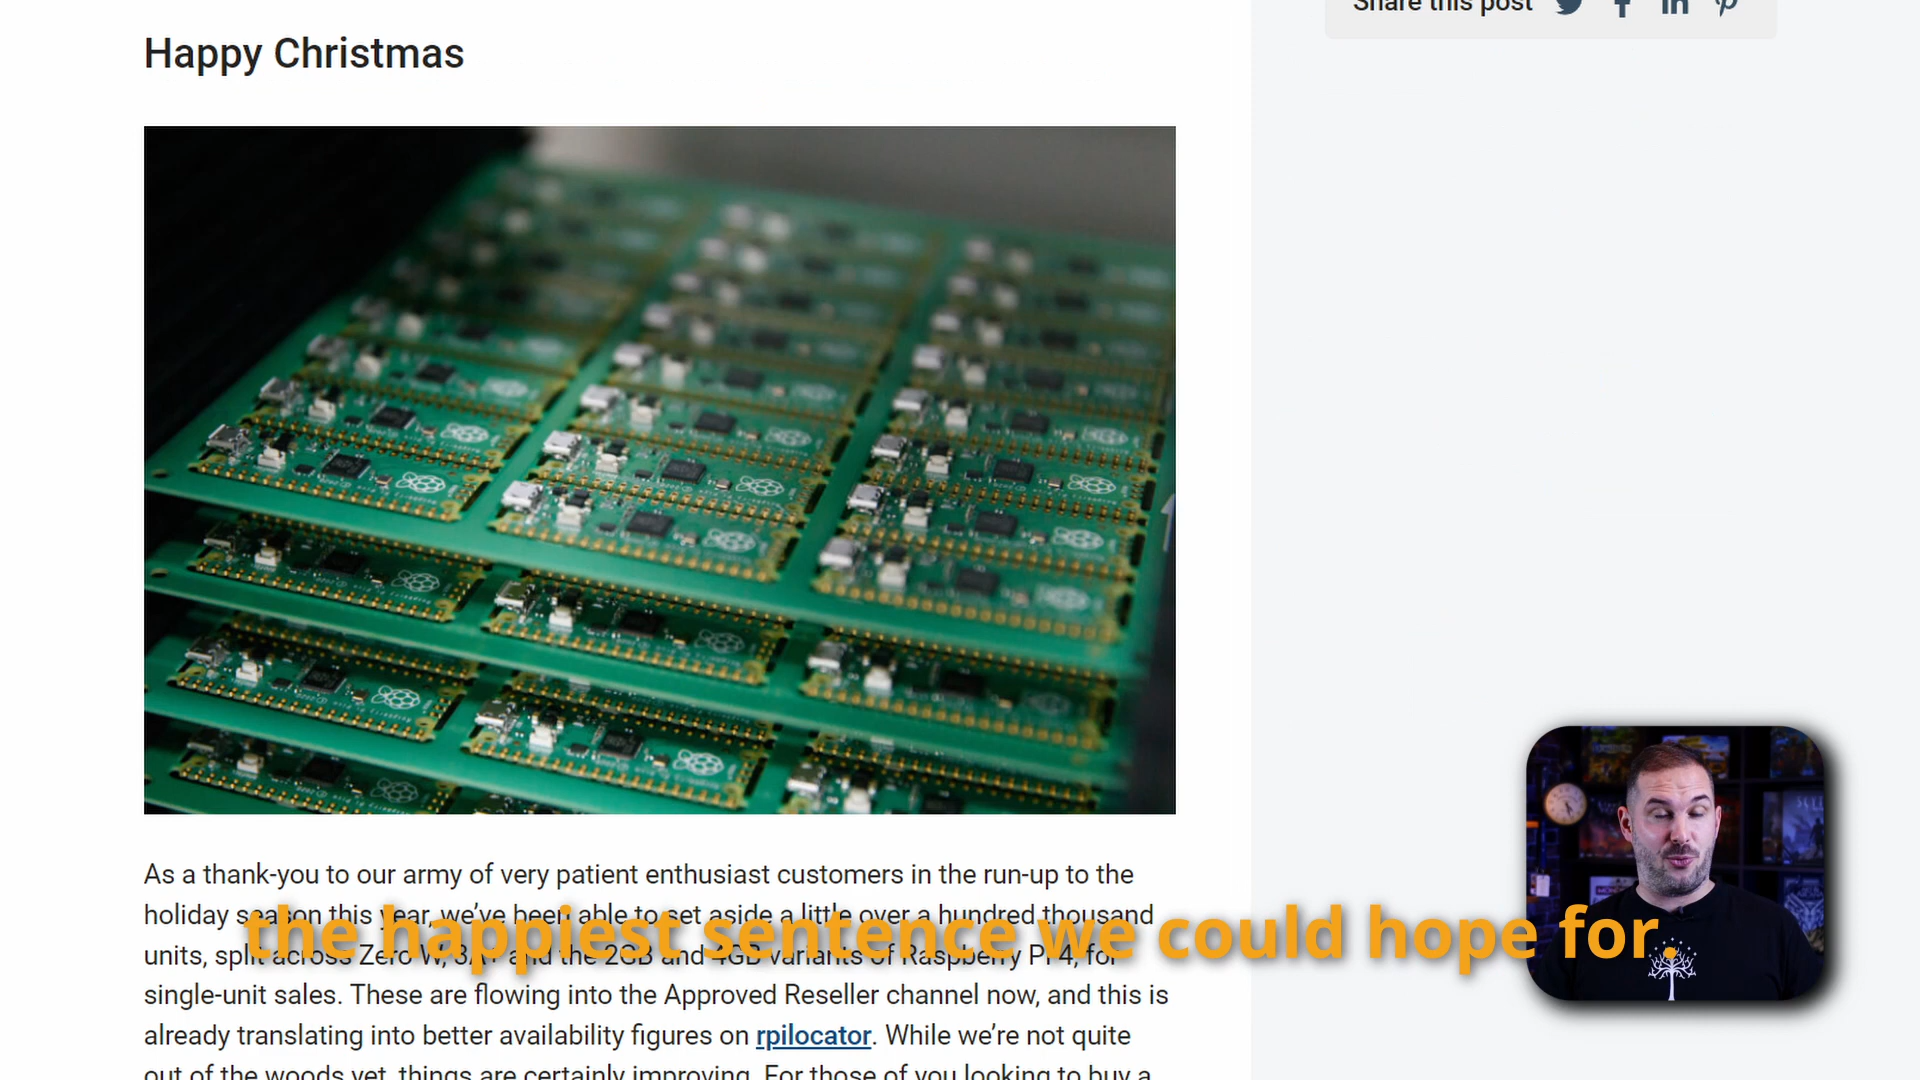 Share this post
Happy Christmas
As a thank-you to our army of very patient enthusiast customers in the run-up to the
holiday season this year, we've been able to set aside a little over a hundred thousand
the happiest sentence we could hope for.
units, split across Zero W, 3A+ and the 2GB and 4GB variants of Raspberry Pi 4, for
single-unit sales. These are flowing into the Approved Reseller channel now, and this is
already translating into better availability figures on rpilocator. While we're not quite
out of the woods yet, things are certainly improving. For those of you looking to buy a